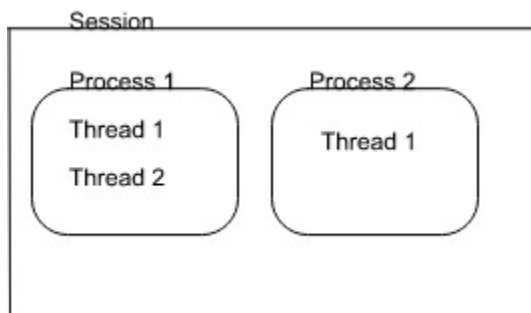 Session
Process 1
Thread 1
Thread 2
Process 2
Thread 1